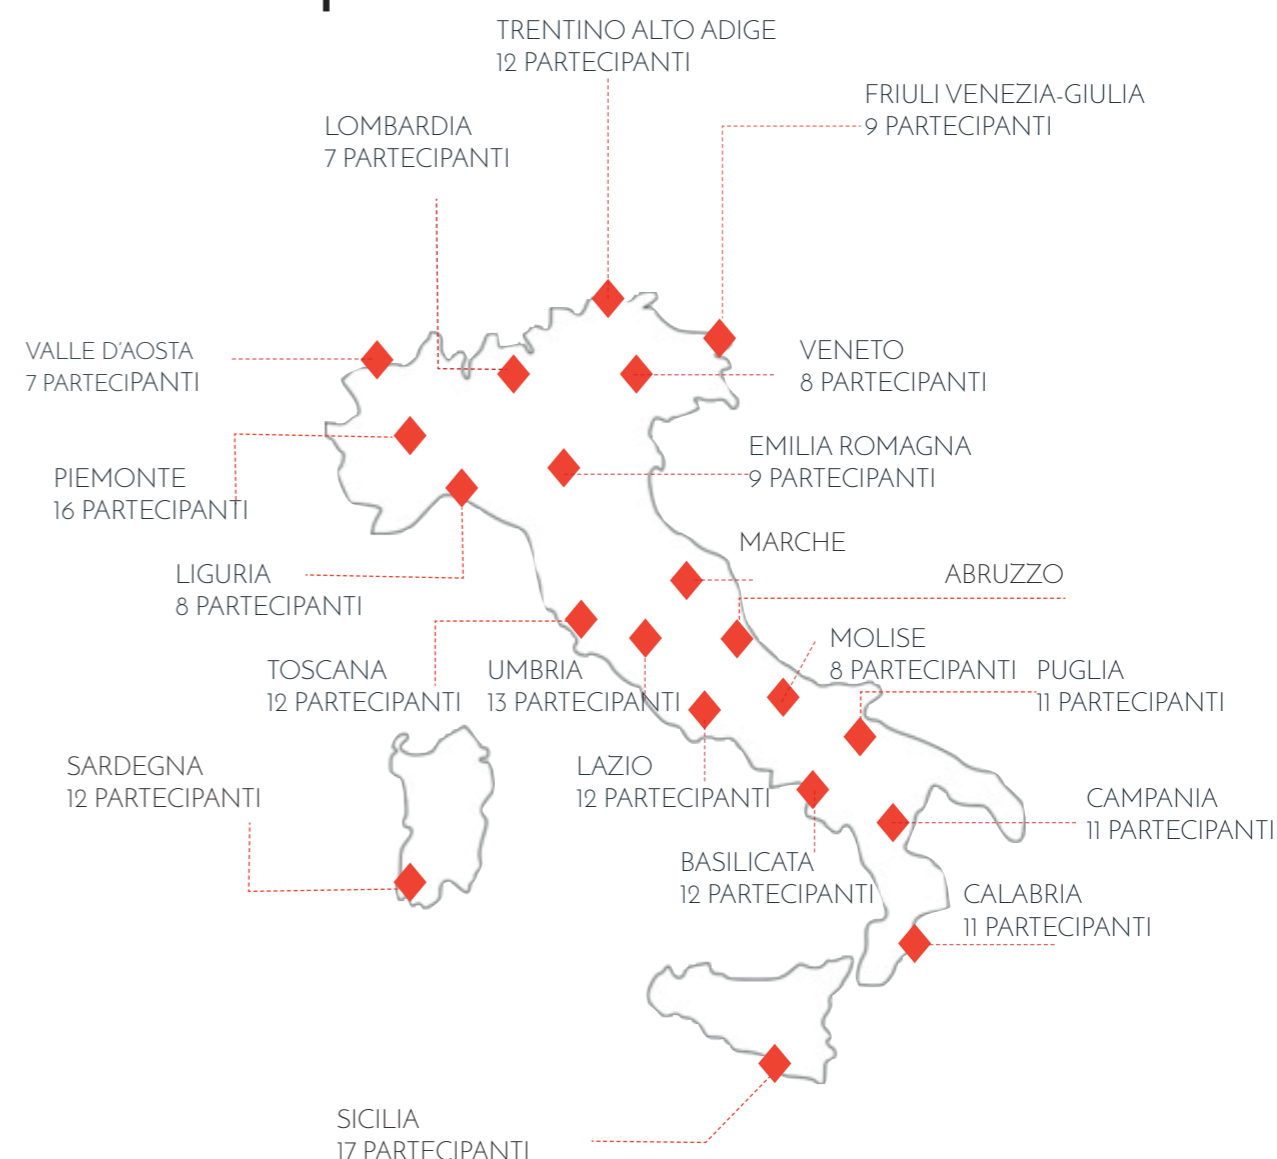 TRENTINO ALTO ADIGE
12 PARTECIPANTI
FRIULI VENEZIA-GIULIA
9 PARTECIPANTI
LOMBARDIA
7 PARTECIPANTI
VALLE D'AOSTA
7 PARTECIPANTI
VENETO
8 PARTECIPANTI
EMILIA ROMAGNA
9 PARTECIPANTI
PIEMONTE
16 PARTECIPANTI
MARCHE
ABRUZZO
LIGURIA
8 PARTECIPANTI
MOLISE
8 PARTECIPANTI
PUGLIA
11 PARTECIPANTI
TOSCANA
12 PARTECIPANTI
UMBRIA
13 PARTECIPANTI
SARDEGNA
12 PARTECIPANTI
LAZIO
12 PARTECIPANTI
CAMPANIA
11 PARTECIPANTI
BASILICATA
12 PARTECIPANTI
CALABRIA
11 PARTECIPANTI
SICILIA
17 PARTECIPANTI